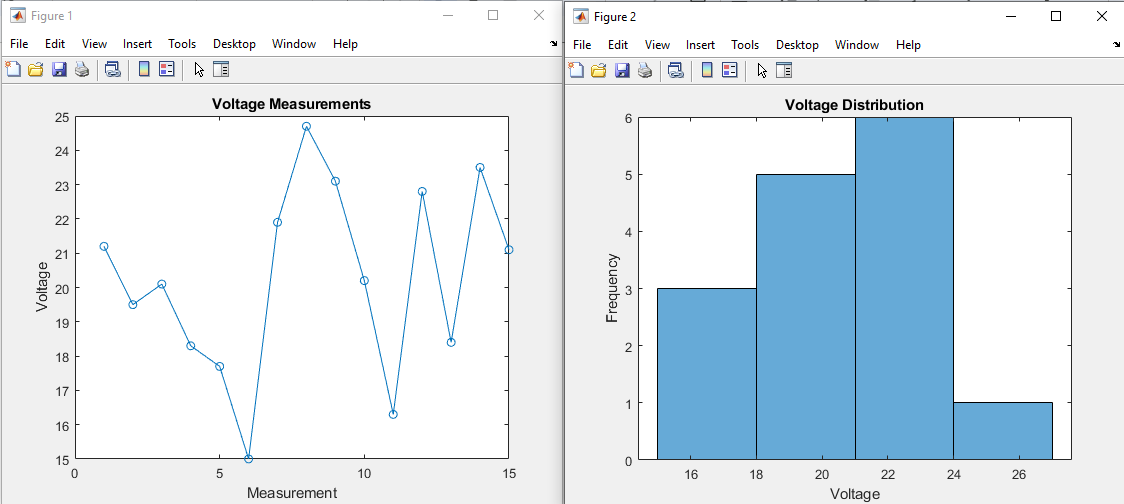 Figure 1
File Edit View Insert Tools Desktop Window Help
Voltage Measurements
25
24
23
22
21
20
19
18
17
16
15
Voltage
0 5 10 15
Measurement
Figure 2
File Edit View Insert Tools Desktop Window Help
Voltage Distribution
6
5
4
3
2
1
0
Frequency
16 18 20 22 24 26
Voltage